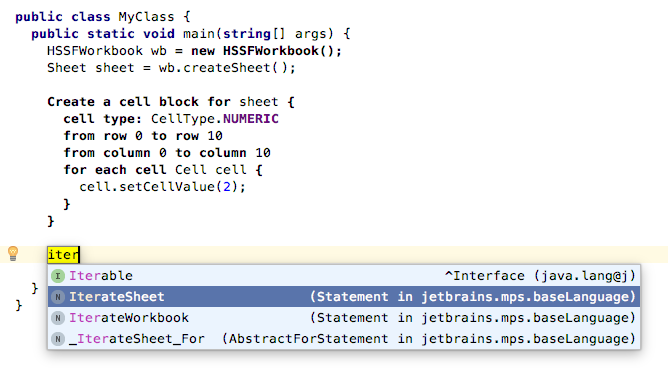 public class MyClass {
public static void main(string[] args) {
HSSFWorkbook wb = new HSSFWorkbook();
Sheet sheet = wb.createSheet();
Create a cell block for sheet {
cell type: CellType.NUMERIC
from row 0 to row 10
from column 0 to column 10
for each cell Cell cell {
cell.setCellValue(2);
}
}
iter
I Iterable ^Interface (java.lang@j)
N IterateSheet (Statement in jetbrains.mps.baseLanguage)
N IterateWorkbook (Statement in jetbrains.mps.baseLanguage)
N _IterateSheet_For (AbstractForStatement in jetbrains.mps.baseLanguage)
}
}